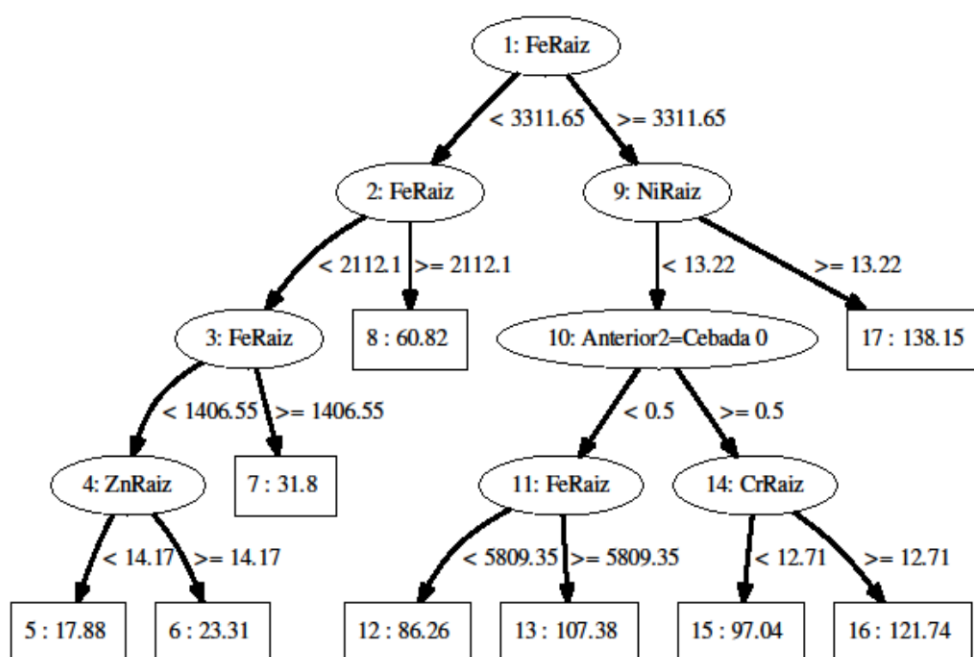 1: FeRaiz
< 3311.65
>= 3311.65
2: FeRaiz
9: NiRaiz
< 2112.1
>= 2112.1
< 13.22
>= 13.22
3: FeRaiz
8 : 60.82
10: Anterior2=Cebada 0
17 : 138.15
< 1406.55
>= 1406.55
< 0.5
>= 0.5
4: ZnRaiz
7 : 31.8
11: FeRaiz
14: CrRaiz
< 14.17
>= 14.17
< 5809.35
>= 5809.35
< 12.71
>= 12.71
5 : 17.88
6 : 23.31
12 : 86.26
13 : 107.38
15 : 97.04
16 : 121.74